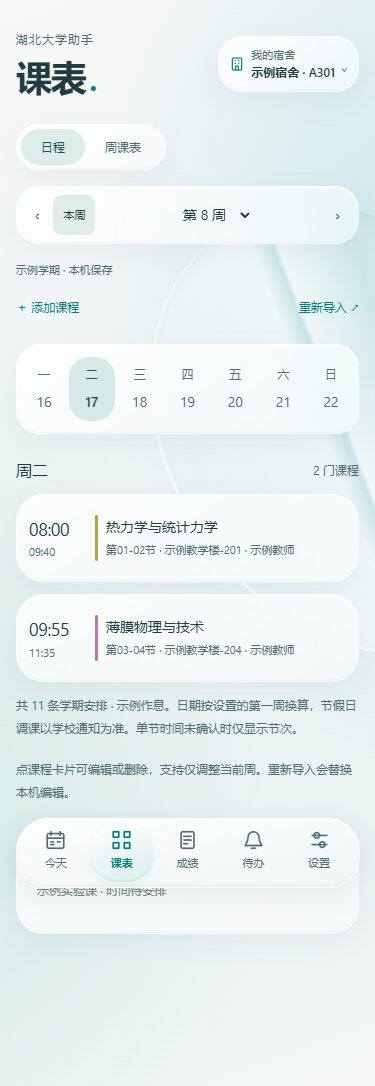 湖北大学助手
课表.
我的宿舍
示例宿舍 · A301 ˅
日程
周课表
‹
本周
第 8 周
›
示例学期 · 本机保存
+ 添加课程
重新导入 ↗
一 二 三 四 五 六 日
16 17 18 19 20 21 22
周二
2 门课程
08:00
09:40
热力学与统计力学
第01-02节 · 示例教学楼-201 · 示例教师
09:55
11:35
薄膜物理与技术
第03-04节 · 示例教学楼-204 · 示例教师
共 11 条学期安排 · 示例作息。日期按设置的第一周换算，节假日
调课以学校通知为准。单节时间未确认时仅显示节次。
点课程卡片可编辑或删除，支持仅调整当前周。重新导入会替换
本机编辑。
今天
课表
成绩
待办
设置
示例实验课 · 时间待安排